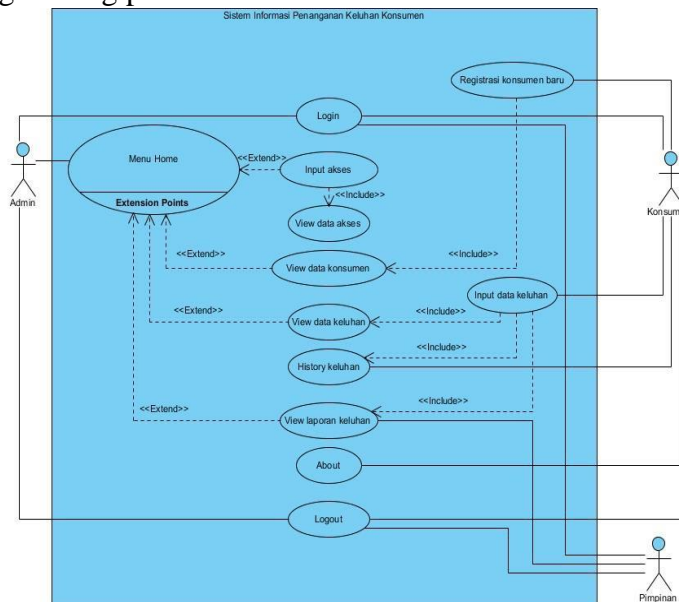 Sistem Informasi Penanganan Keluhan Konsumen
Registrasi konsumen baru
Login
Menu Home
<<Extend>>
Input akses
Extension Points
Admin
<<Include>>
Konsum
View data akses
<<Extend>>
<<Include>>
View data konsumen
Input data keluhan
<<Extend>>
<<Include>>
View data keluhan
<<Include>>
History keluhan
<<Include>>
<<Extend>>
View laporan keluhan
About
Logout
Pimpinan